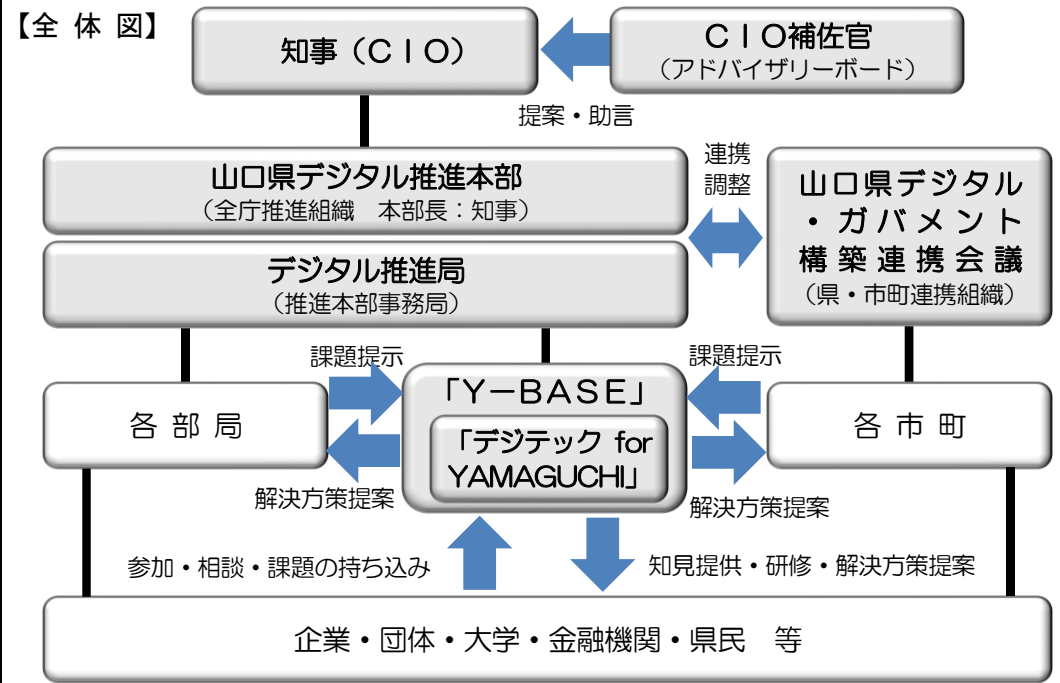 【全 体 図】
知事（ＣＩＯ）
ＣＩＯ補佐官
（アドバイザリーボード）
提案・助言
山口県デジタル推進本部
（全庁推進組織　本部長：知事）
連携
調整
山口県デジタル
・ガバメント
構築連携会議
（県・市町連携組織）
デジタル推進局
（推進本部事務局）
課題提示
課題提示
各 部 局
「Ｙ－ＢＡＳＥ」
「デジテック for
YAMAGUCHI」
各 市 町
解決方策提案
解決方策提案
参加・相談・課題の持ち込み
知見提供・研修・解決方策提案
企業・団体・大学・金融機関・県民　等